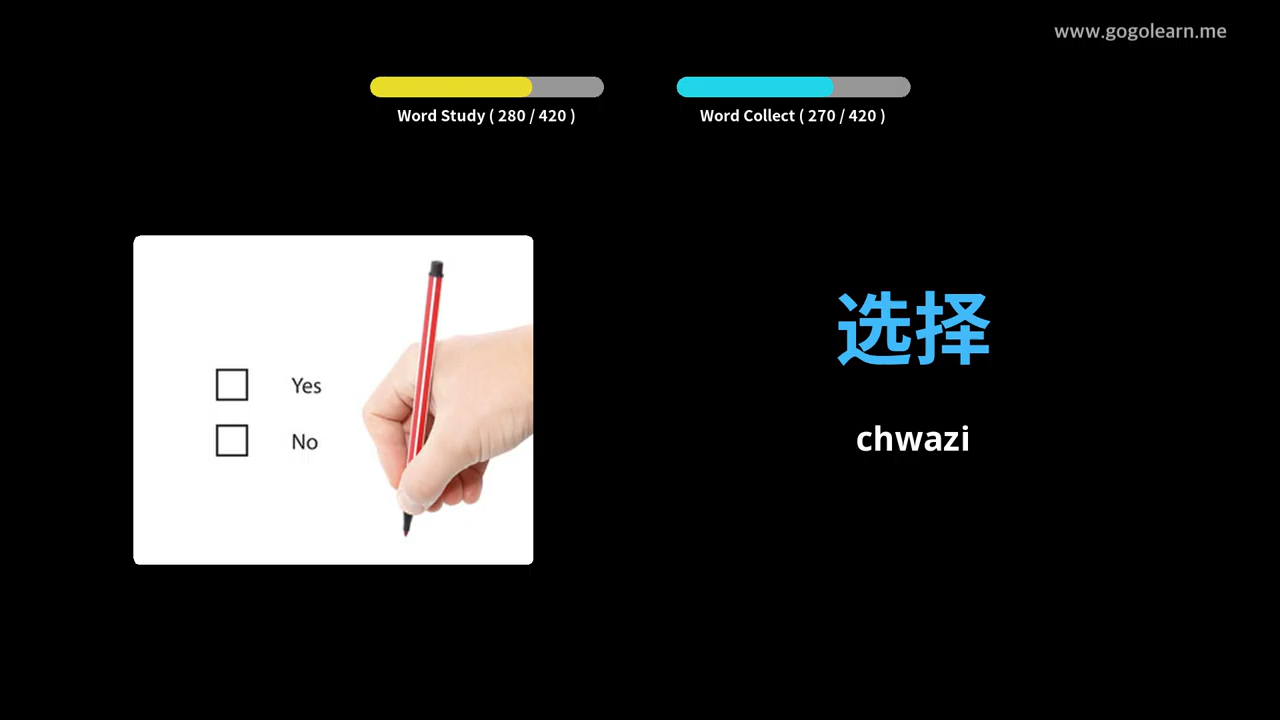 www.gogolearn.me
Word Study ( 280 / 420 )
Word Collect ( 270 / 420 )
Yes
No
选择
chwazi